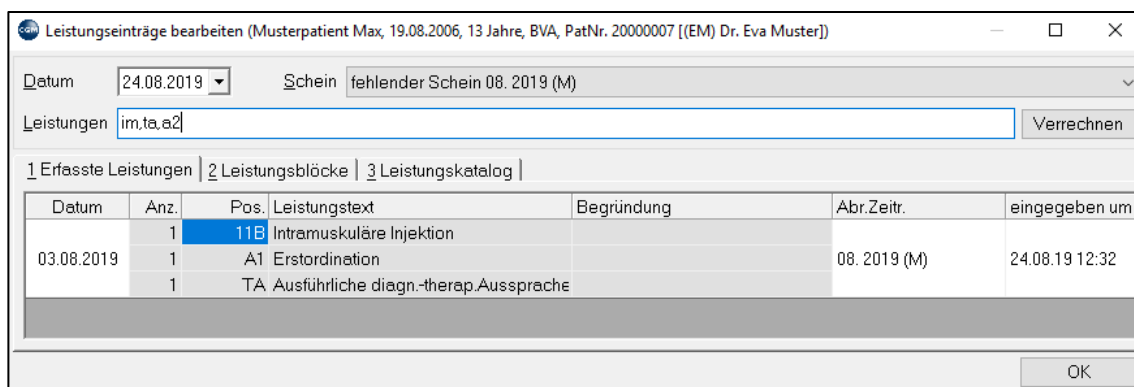 CGM Leistungseinträge bearbeiten (Musterpatient Max, 19.08.2006, 13 Jahre, BVA, PatNr. 20000007 [(EM) Dr. Eva Muster])
Datum 24.08.2019 Schein fehlender Schein 08. 2019 (M)
Leistungen im,ta,a2 Verrechnen
1 Erfasste Leistungen 2 Leistungsblöcke 3 Leistungskatalog
Datum Anz. Pos. Leistungstext Begründung Abr.Zeitr. eingegeben um
1 11B Intramuskuläre Injektion
03.08.2019 1 A1 Erstordination 08. 2019 (M) 24.08.19 12:32
1 TA Ausführliche diagn.-therap.Aussprache
OK